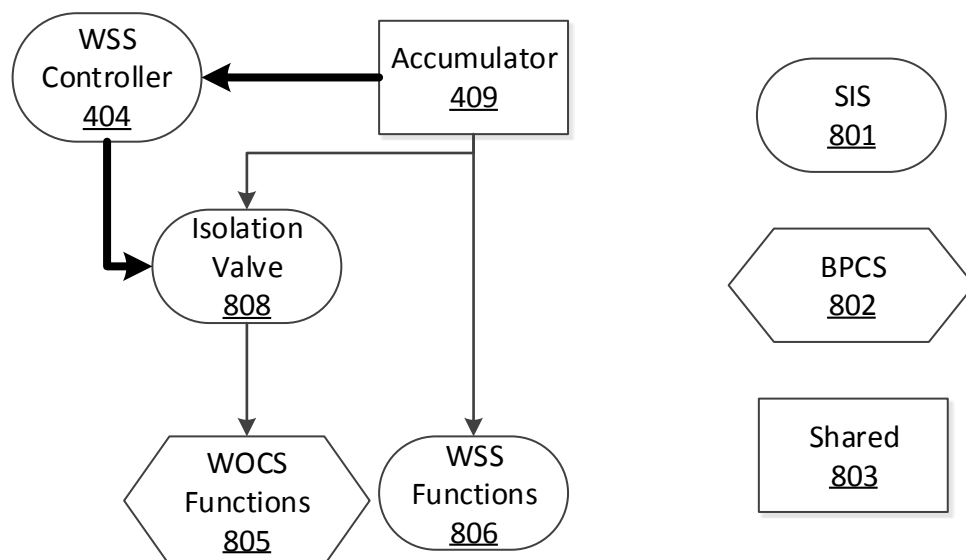 WSS
Controller
404
Accumulator
409
SIS
801
Isolation
Valve
808
BPCS
802
WOCS
Functions
805
WSS
Functions
806
Shared
803